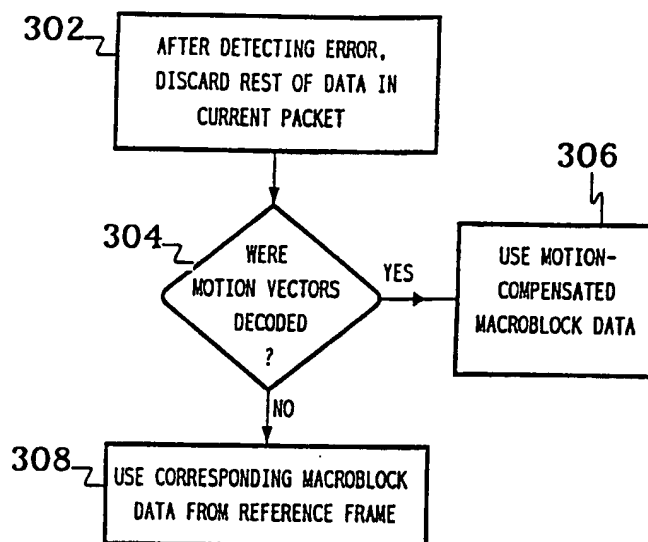 302
AFTER DETECTING ERROR,
DISCARD REST OF DATA IN
CURRENT PACKET
304
WERE
MOTION VECTORS
DECODED
?
YES
306
USE MOTION-
COMPENSATED
MACROBLOCK DATA
NO
308
USE CORRESPONDING MACROBLOCK
DATA FROM REFERENCE FRAME